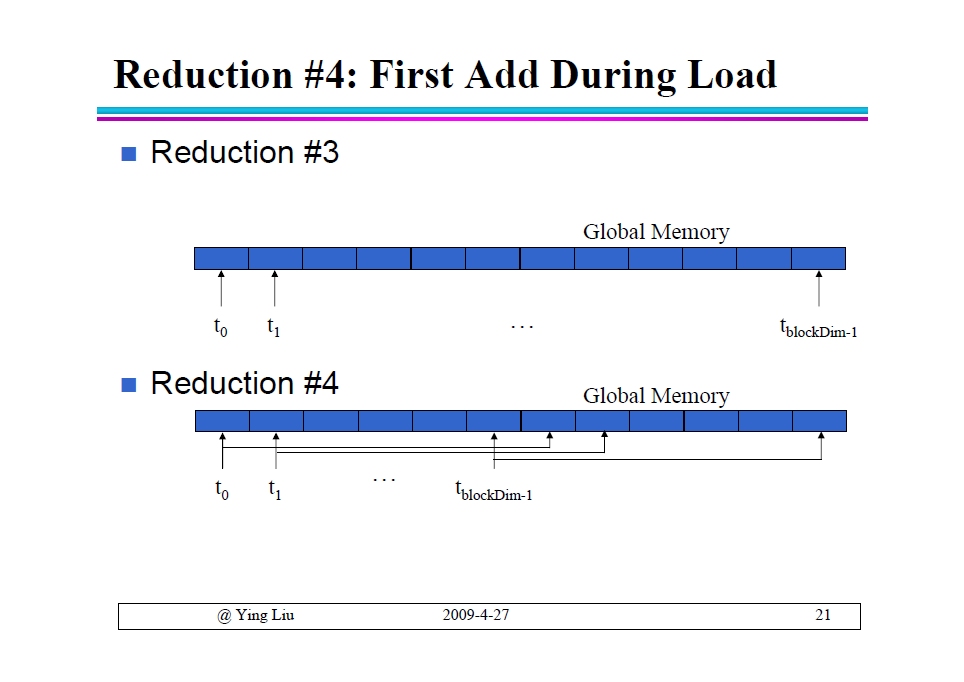 Reduction #4: First Add During Load
Reduction #3
Global Memory
t0 t1 ... tblockDim-1
Reduction #4
Global Memory
t0 t1 ... tblockDim-1
@ Ying Liu 2009-4-27 21